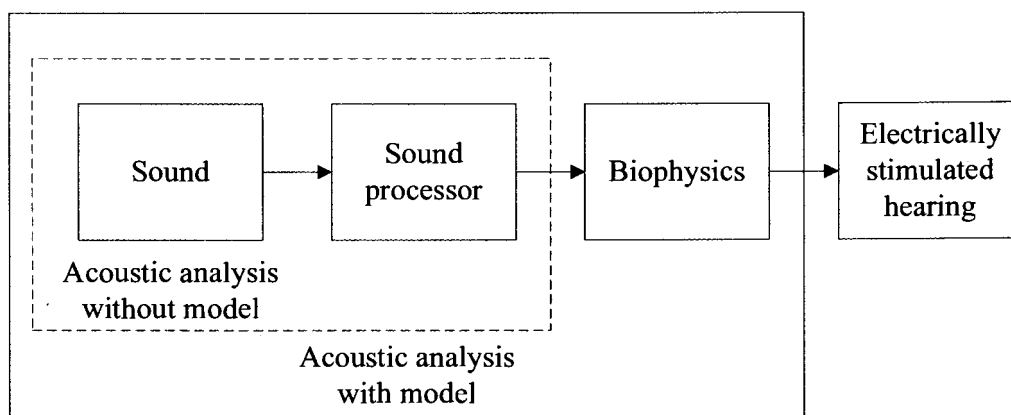 Sound
Sound
processor
Biophysics
Electrically
stimulated
hearing
Acoustic analysis
without model
Acoustic analysis
with model